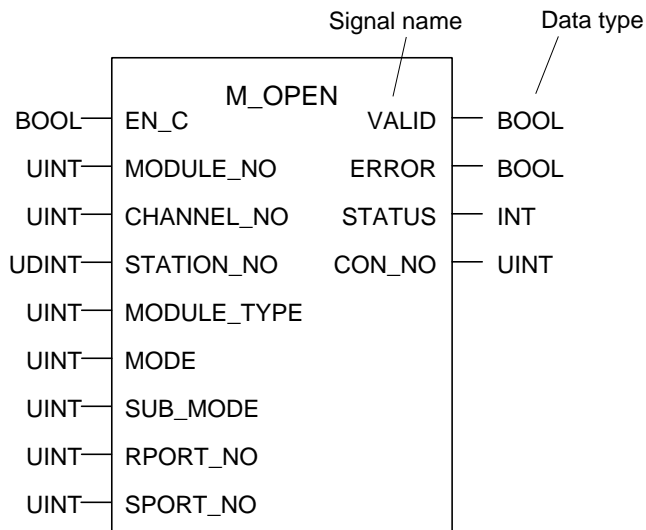 Signal name Data type
M_OPEN
BOOL EN_C VALID BOOL
UINT MODULE_NO ERROR BOOL
UINT CHANNEL_NO STATUS INT
UDINT STATION_NO CON_NO UINT
UINT MODULE_TYPE
UINT MODE
UINT SUB_MODE
UINT RPORT_NO
UINT SPORT_NO